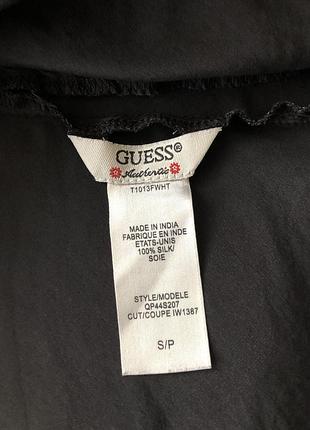 GUESS®
Authentic
T1013FWHT
MADE IN INDIA
FABRIQUE EN INDE
ETATS-UNIS
100% SILK/
SOIE
STYLE/MODELE
QP44S207
CUT/COUPE IW1387
S/P